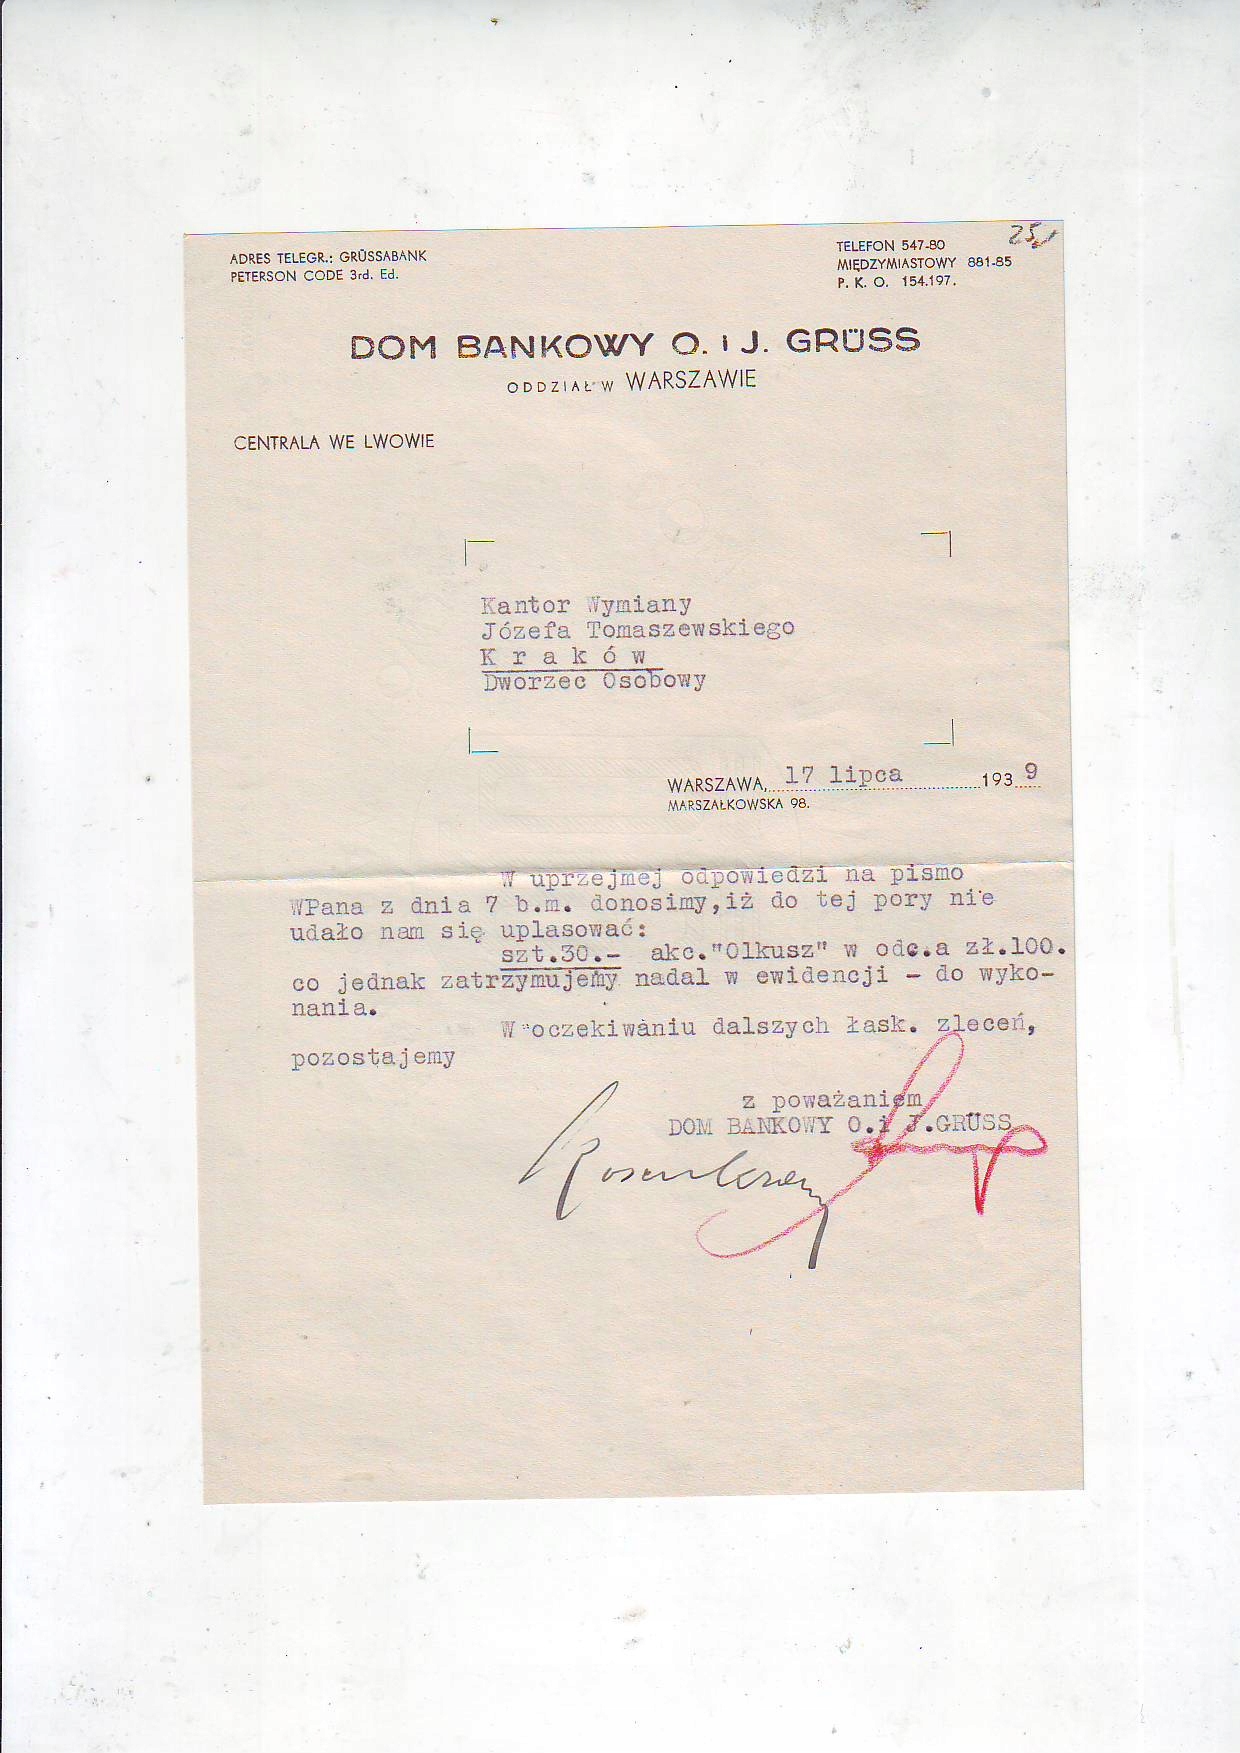 ADRES TELEGR.: GRÜSSABANK
PETERSON CODE 3rd. Ed.
TELEFON 547-80
MIĘDZYMIASTOWY 881-85
P. K. O. 154.197.
25
DOM BANKOWY O. i J. GRÜSS
ODDZIAŁ W WARSZAWIE
CENTRALA WE LWOWIE
Kantor Wymiany
Józefa Tomaszewskiego
K r a k ó w
Dworzec Osobowy
WARSZAWA, 17 lipca 1939
MARSZAŁKOWSKA 98.
W uprzejmej odpowiedzi na pismo
WPana z dnia 7 b.m. donosimy,iż do tej pory nie
udało nam się uplasować:
szt.30.- akc."Olkusz" w odc.a zł.100.
co jednak zatrzymujemy nadal w ewidencji - do wyko-
nania.
W oczekiwaniu dalszych łask. zleceń,
pozostajemy
z poważaniem
DOM BANKOWY O.i J.GRÜSS